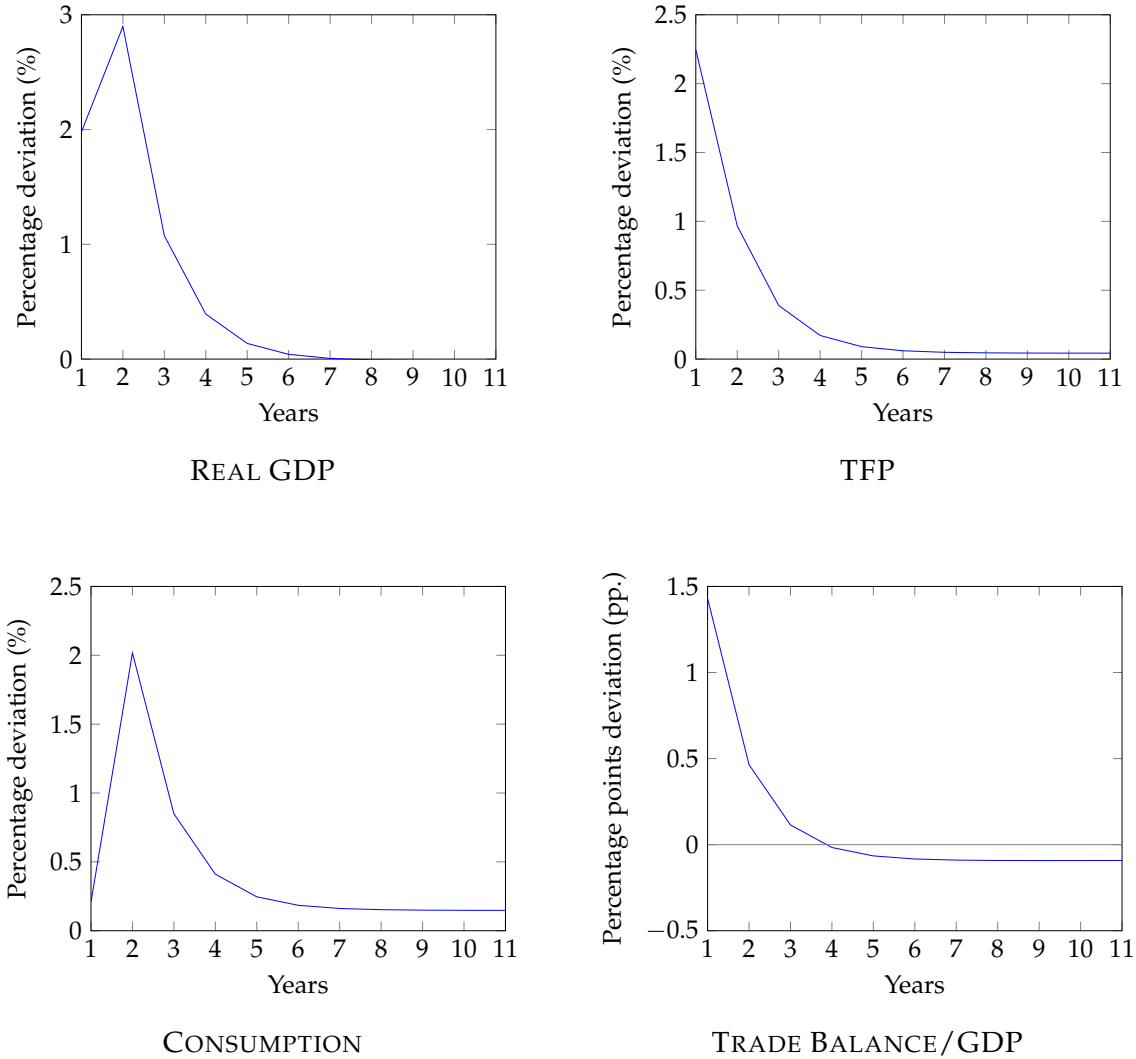 Percentage deviation (%)
3
2
1
0
1 2 3 4 5 6 7 8 9 10 11
Years
REAL GDP
Percentage deviation (%)
2.5
2
1.5
1
0.5
0
1 2 3 4 5 6 7 8 9 10 11
Years
TFP
Percentage deviation (%)
2.5
2
1.5
1
0.5
0
1 2 3 4 5 6 7 8 9 10 11
Years
CONSUMPTION
Percentage points deviation (pp.)
1.5
1
0.5
0
−0.5
1 2 3 4 5 6 7 8 9 10 11
Years
TRADE BALANCE/GDP